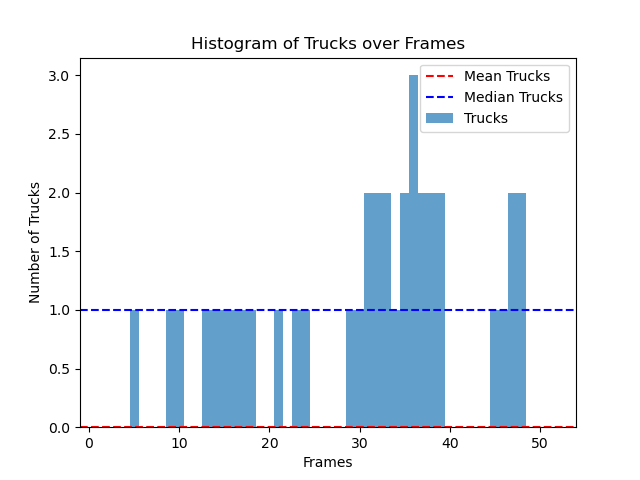 Histogram of Trucks over Frames
Mean Trucks
Median Trucks
Trucks
Number of Trucks
3.0
2.5
2.0
1.5
1.0
0.5
0.0
0 10 20 30 40 50
Frames